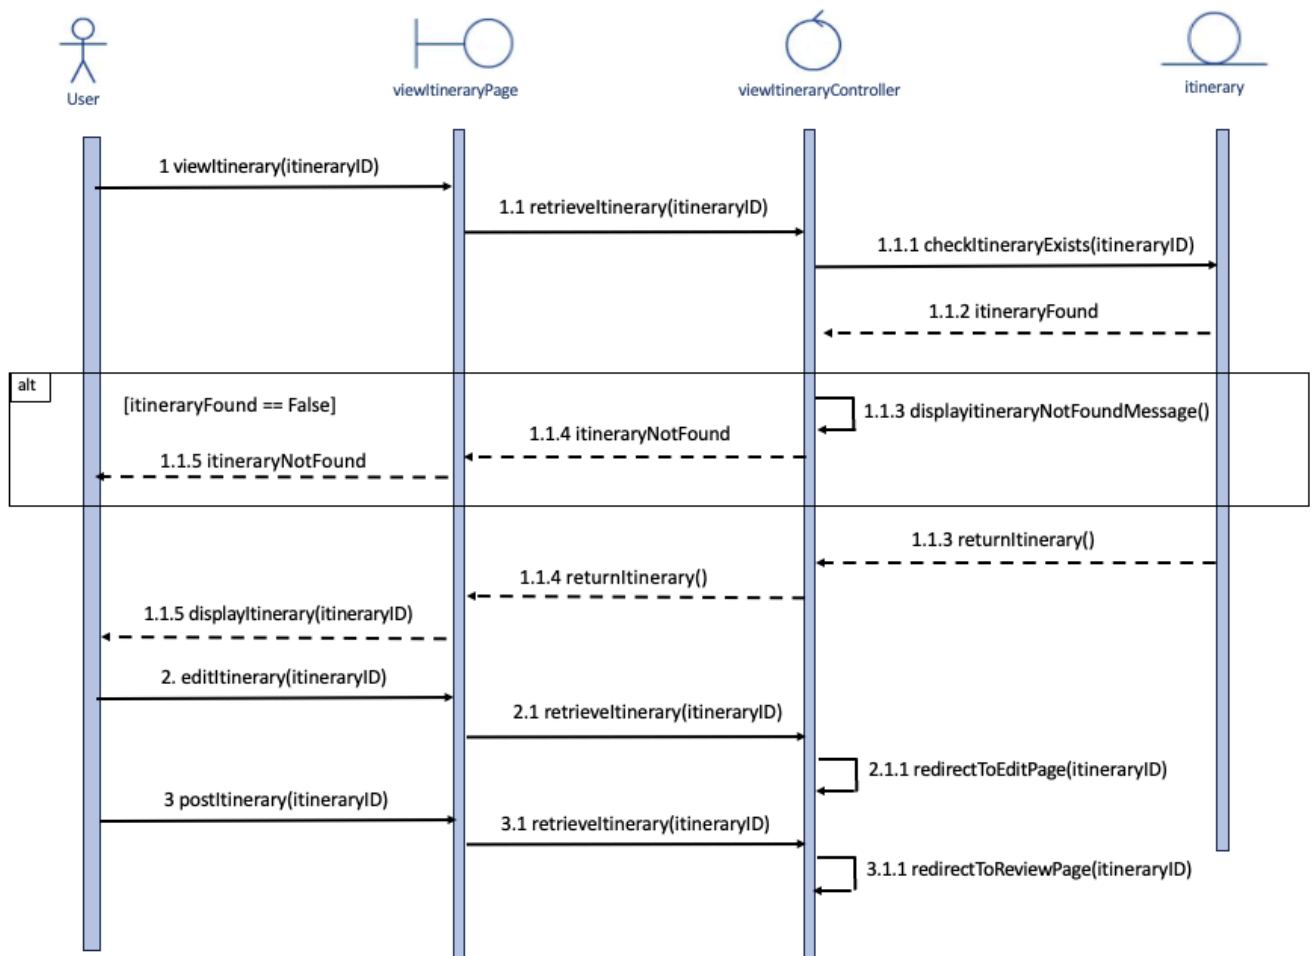 User
viewItineraryPage
viewItineraryController
itinerary
1 viewItinerary(itineraryID)
1.1 retrieveItinerary(itineraryID)
1.1.1 checkItineraryExists(itineraryID)
1.1.2 itineraryFound
alt
[itineraryFound == False]
1.1.3 displayitineraryNotFoundMessage()
1.1.4 itineraryNotFound
1.1.5 itineraryNotFound
1.1.3 returnItinerary()
1.1.4 returnItinerary()
1.1.5 displayItinerary(itineraryID)
2. editItinerary(itineraryID)
2.1 retrieveItinerary(itineraryID)
2.1.1 redirectToEditPage(itineraryID)
3 postItinerary(itineraryID)
3.1 retrieveItinerary(itineraryID)
3.1.1 redirectToReviewPage(itineraryID)